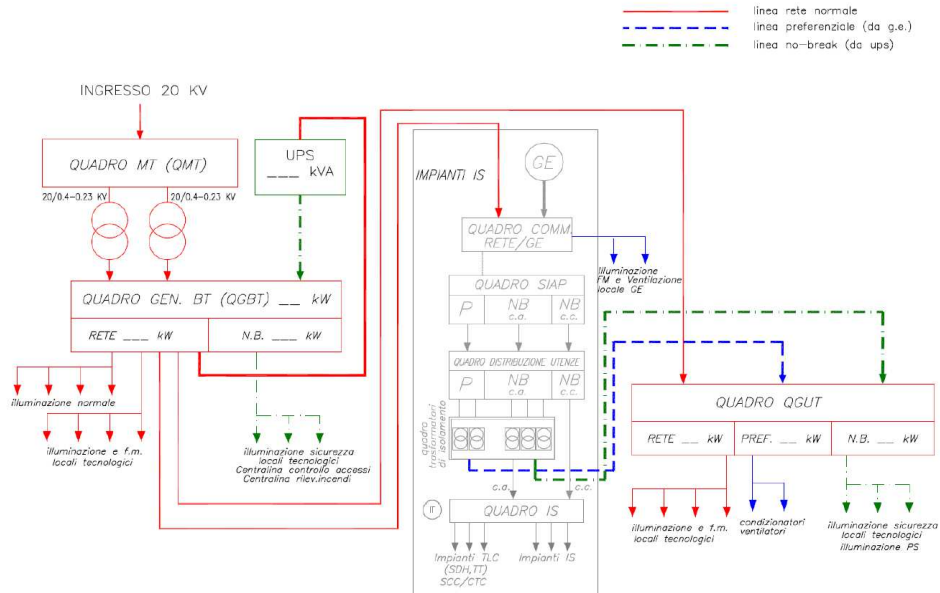 linea rete normale
linea preferenziale (da g.e.)
linea no-break (da ups)
INGRESSO 20 KV
QUADRO MT (QMT)
20/0.4-0.23 KV
20/0.4-0.23 KV
UPS
___ kVA
QUADRO GEN. BT (QGBT) __ kW
RETE ___ kW
N.B. ___ kW
illuminazione normale
illuminazione e f.m.
locali tecnologici
illuminazione sicurezza
locali tecnologici
Centralina controllo accessi
Centralina rilev.incendi
IMPIANTI IS
GE
QUADRO COMM.
RETE/GE
illuminazione
FM e Ventilazione
locale GE
QUADRO SIAP
P
NB
c.a.
NB
c.c.
QUADRO DISTRIBUZIONE UTENZE
P
NB
c.a.
NB
c.c.
quadro
trasformatori
di isolamento
c.a.
c.c.
IT
QUADRO IS
Impianti TLC
(SDH,TT)
SCC/CTC
Impianti IS
QUADRO QGUT
RETE __ kW
PREF. __ kW
N.B. __ kW
illuminazione e f.m.
locali tecnologici
condizionatori
ventilatori
illuminazione sicurezza
locali tecnologici
illuminazione PS